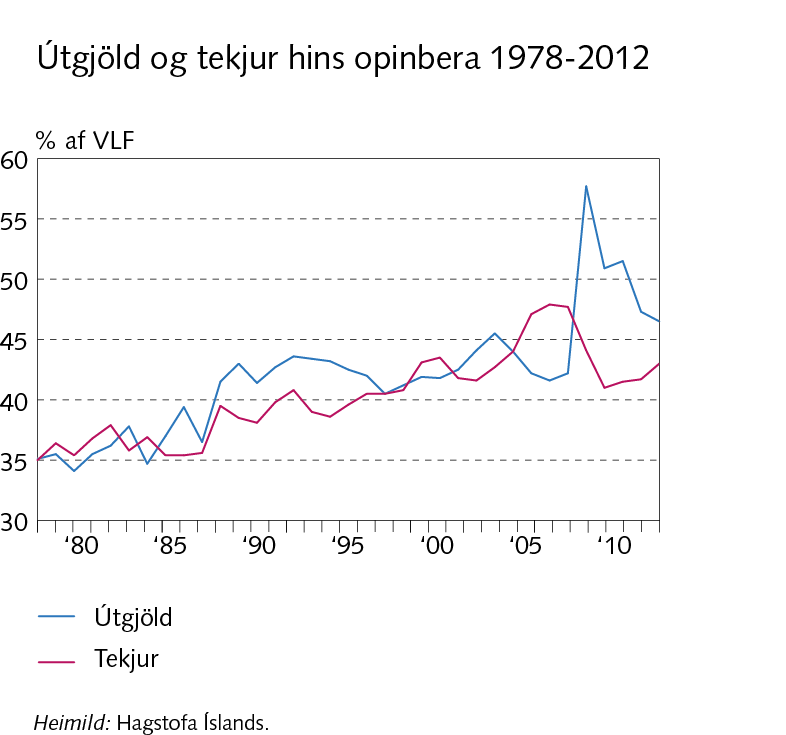 Útgjöld og tekjur hins opinbera 1978-2012
% af VLF
60
55
50
45
40
35
30
‘80 ‘85 ‘90 ‘95 ‘00 ‘05 ‘10
Útgjöld
Tekjur
Heimild: Hagstofa Íslands.